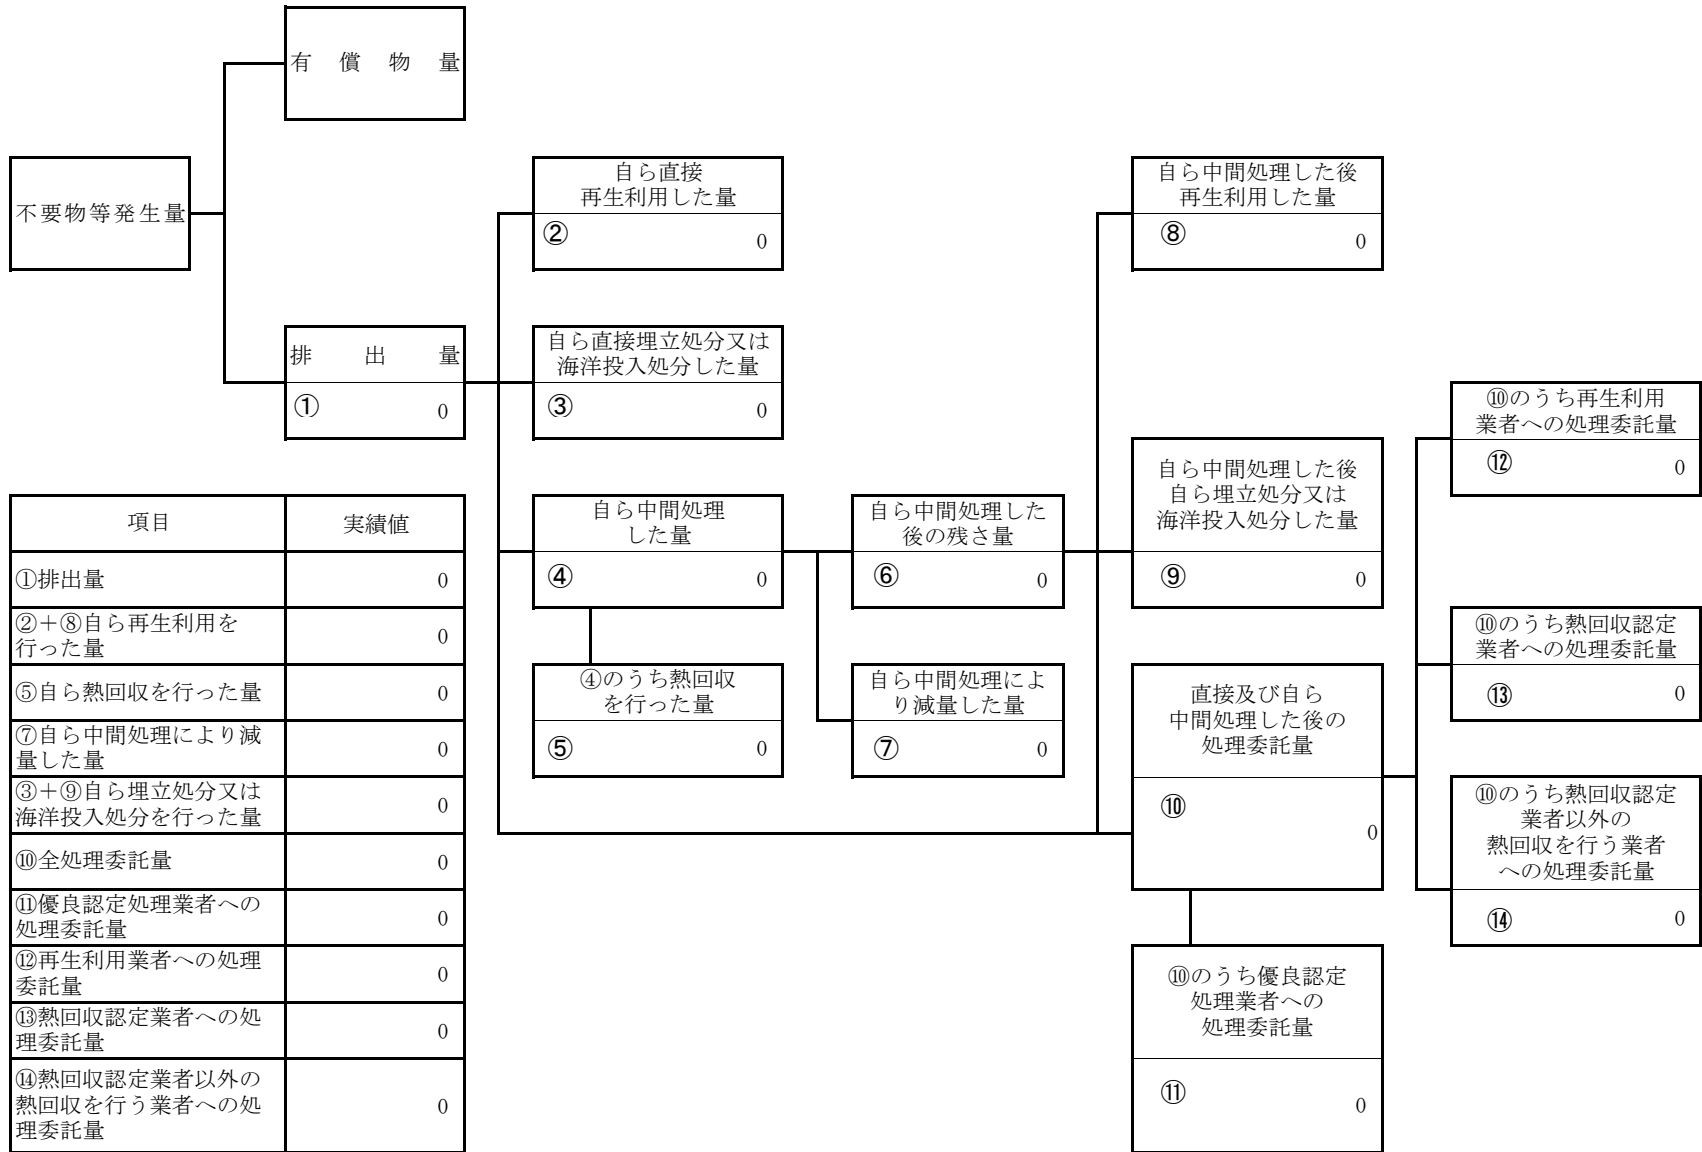 有償物量
不要物等発生量
自ら直接
再生利用した量
② 0
自ら中間処理した後
再生利用した量
⑧ 0
排出量
① 0
自ら直接埋立処分又は
海洋投入処分した量
③ 0
⑩のうち再生利用
業者への処理委託量
⑫ 0
自ら中間処理
した量
④ 0
自ら中間処理した
後の残さ量
⑥ 0
自ら中間処理した後
自ら埋立処分又は
海洋投入処分した量
⑨ 0
⑩のうち熱回収認定
業者への処理委託量
⑬ 0
④のうち熱回収
を行った量
⑤ 0
自ら中間処理によ
り減量した量
⑦ 0
直接及び自ら
中間処理した後の
処理委託量
⑩ 0
⑩のうち熱回収認定
業者以外の
熱回収を行う業者
への処理委託量
⑭ 0
⑩のうち優良認定
処理業者への
処理委託量
⑪ 0
項目 実績値
①排出量 0
②+⑧自ら再生利用を
行った量 0
⑤自ら熱回収を行った量 0
⑦自ら中間処理により減
量した量 0
③+⑨自ら埋立処分又は
海洋投入処分を行った量 0
⑩全処理委託量 0
⑪優良認定処理業者への
処理委託量 0
⑫再生利用業者への処理
委託量 0
⑬熱回収認定業者への処
理委託量 0
⑭熱回収認定業者以外の
熱回収を行う業者への処
理委託量 0